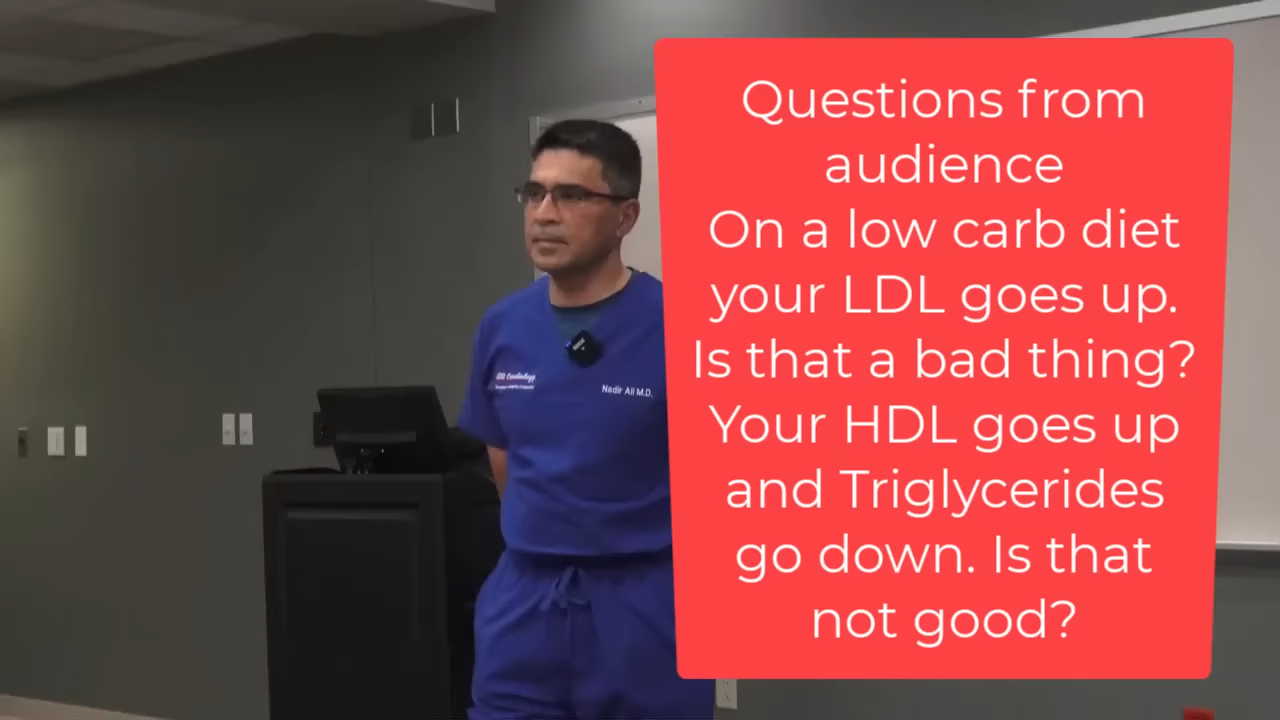 Questions from
audience
On a low carb diet
your LDL goes up.
Is that a bad thing?
Your HDL goes up
and Triglycerides
go down. Is that
not good?
Nadir Ali M.D.